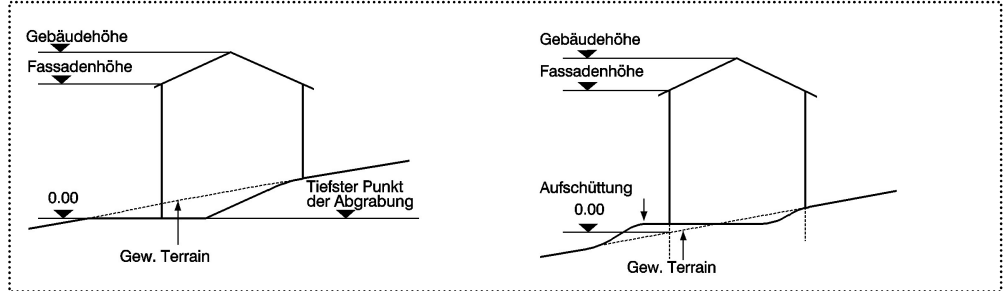 Gebäudehöhe
Fassadenhöhe
0.00
Tiefster Punkt
der Abgrabung
Gew. Terrain
Gebäudehöhe
Fassadenhöhe
Aufschüttung
0.00
Gew. Terrain